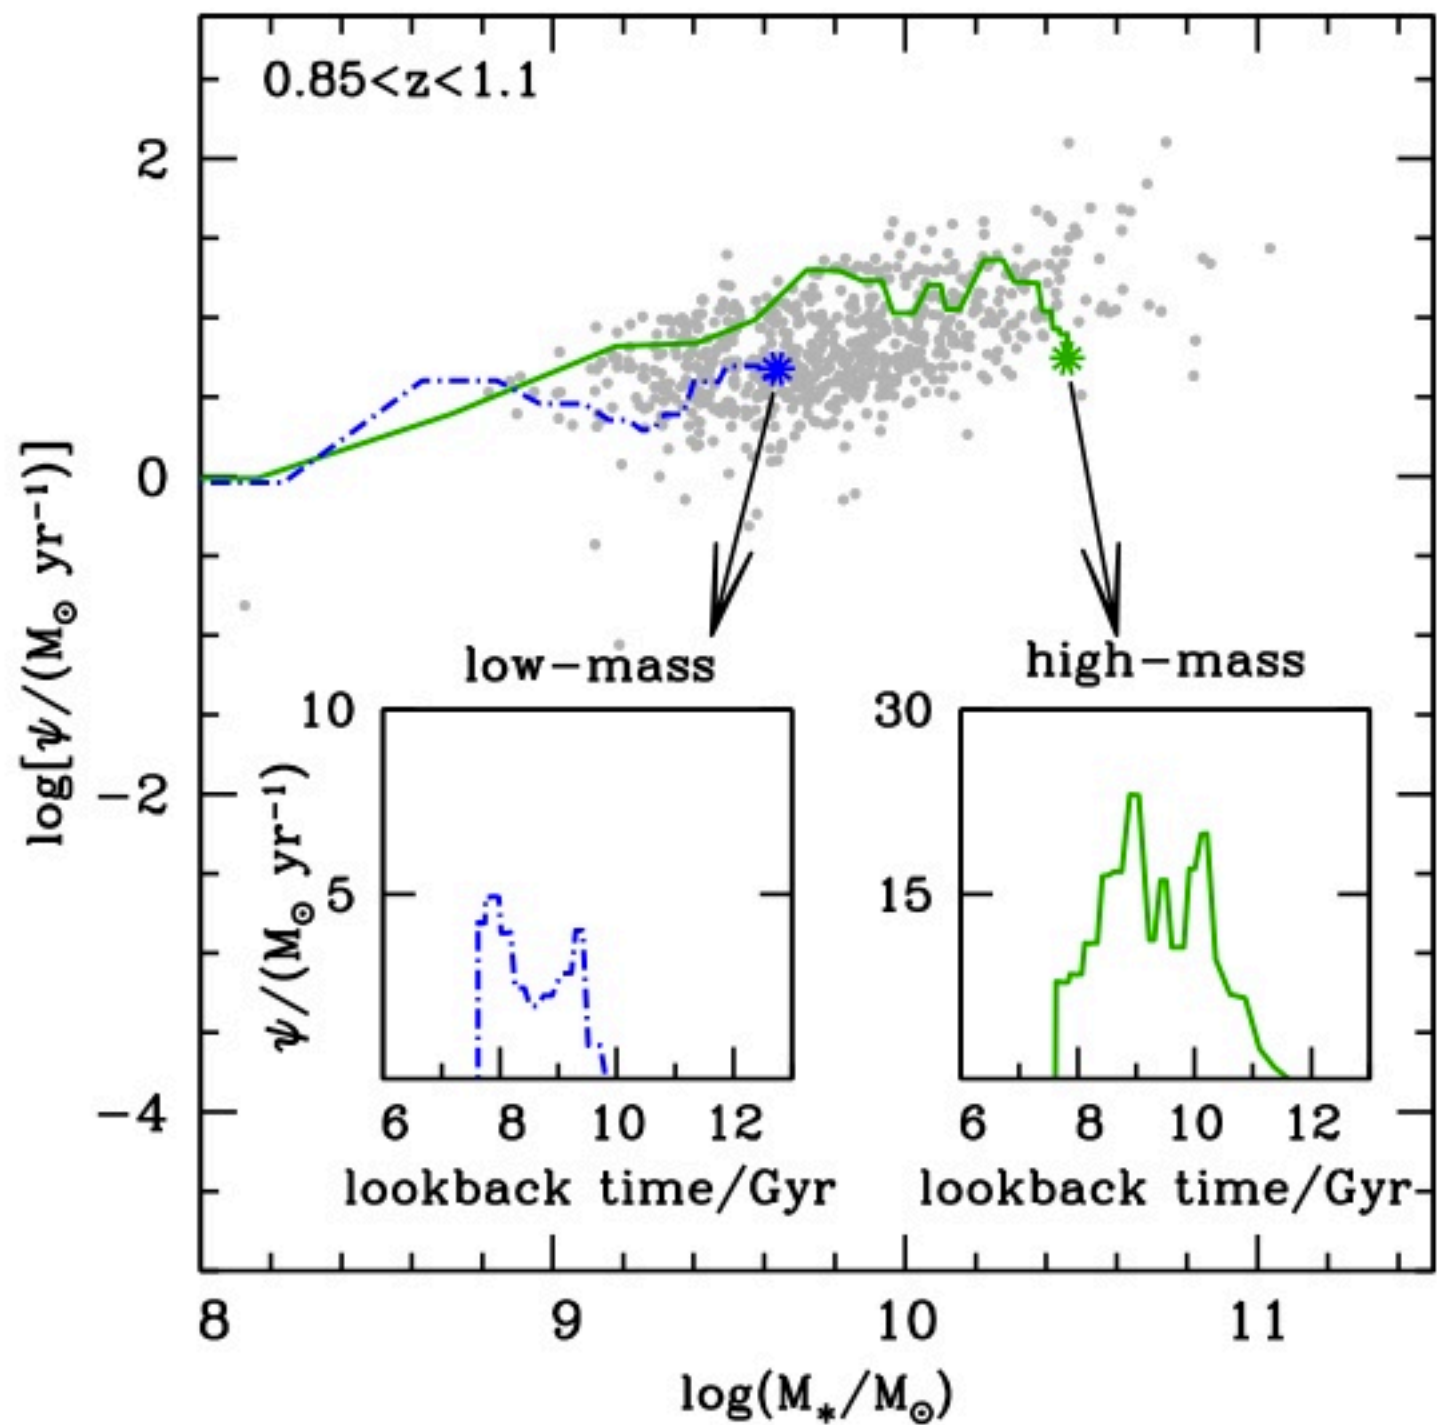 0.85<z<1.1
2
0
−2
−4
log[ψ/(M⊙ yr⁻¹)]
low−mass
high−mass
10
5
ψ/(M⊙ yr⁻¹)
6 8 10 12
lookback time/Gyr
30
15
6 8 10 12
lookback time/Gyr
8 9 10 11
log(M*/M⊙)